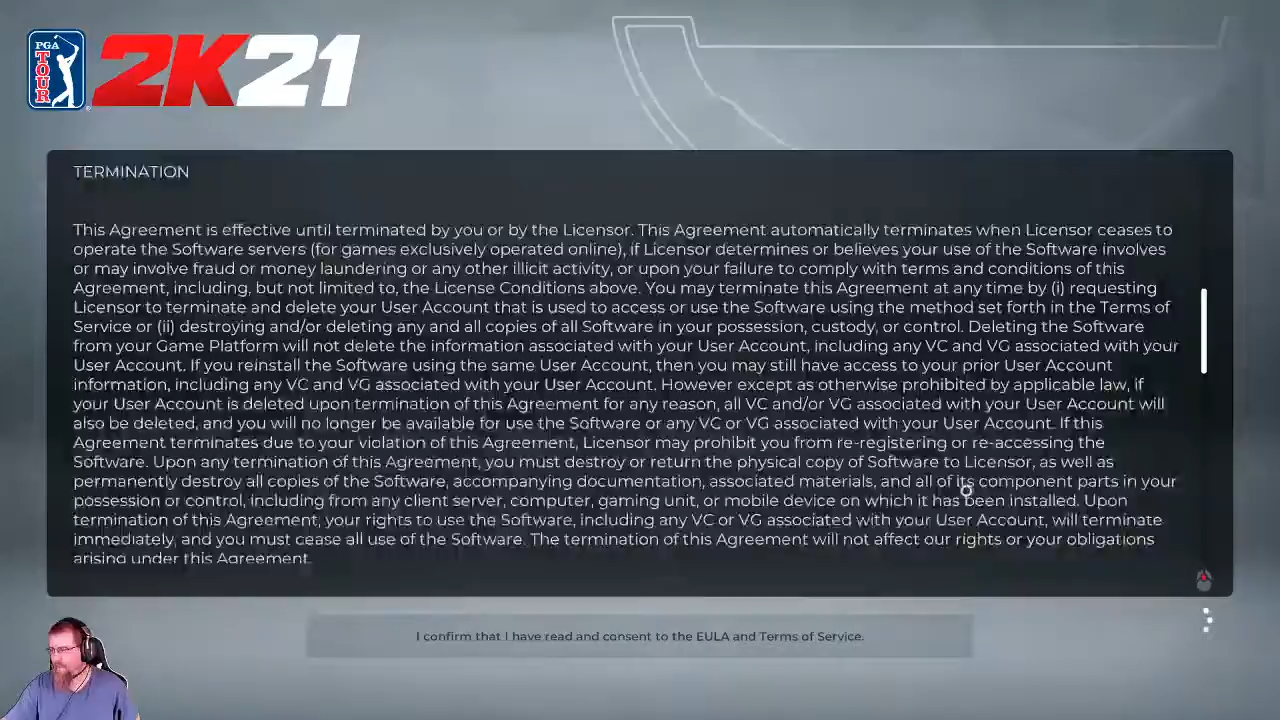 PGA
TOUR
2K21
TERMINATION
This Agreement is effective until terminated by you or by the Licensor. This Agreement automatically terminates when Licensor ceases to
operate the Software servers (for games exclusively operated online), if Licensor determines or believes your use of the Software involves
or may involve fraud or money laundering or any other illicit activity, or upon your failure to comply with terms and conditions of this
Agreement, including, but not limited to, the License Conditions above. You may terminate this Agreement at any time by (i) requesting
Licensor to terminate and delete your User Account that is used to access or use the Software using the method set forth in the Terms of
Service or (ii) destroying and/or deleting any and all copies of all Software in your possession, custody, or control. Deleting the Software
from your Game Platform will not delete the information associated with your User Account, including any VC and VG associated with your
User Account. If you reinstall the Software using the same User Account, then you may still have access to your prior User Account
information, including any VC and VG associated with your User Account. However except as otherwise prohibited by applicable law, if
your User Account is deleted upon termination of this Agreement for any reason, all VC and/or VG associated with your User Account will
also be deleted, and you will no longer be available for use the Software or any VC or VG associated with your User Account. If this
Agreement terminates due to your violation of this Agreement, Licensor may prohibit you from re-registering or re-accessing the
Software. Upon any termination of this Agreement, you must destroy or return the physical copy of Software to Licensor, as well as
permanently destroy all copies of the Software, accompanying documentation, associated materials, and all of its component parts in your
possession or control, including from any client server, computer, gaming unit, or mobile device on which it has been installed. Upon
termination of this Agreement, your rights to use the Software, including any VC or VG associated with your User Account, will terminate
immediately, and you must cease all use of the Software. The termination of this Agreement will not affect our rights or your obligations
arising under this Agreement.
I confirm that I have read and consent to the EULA and Terms of Service.